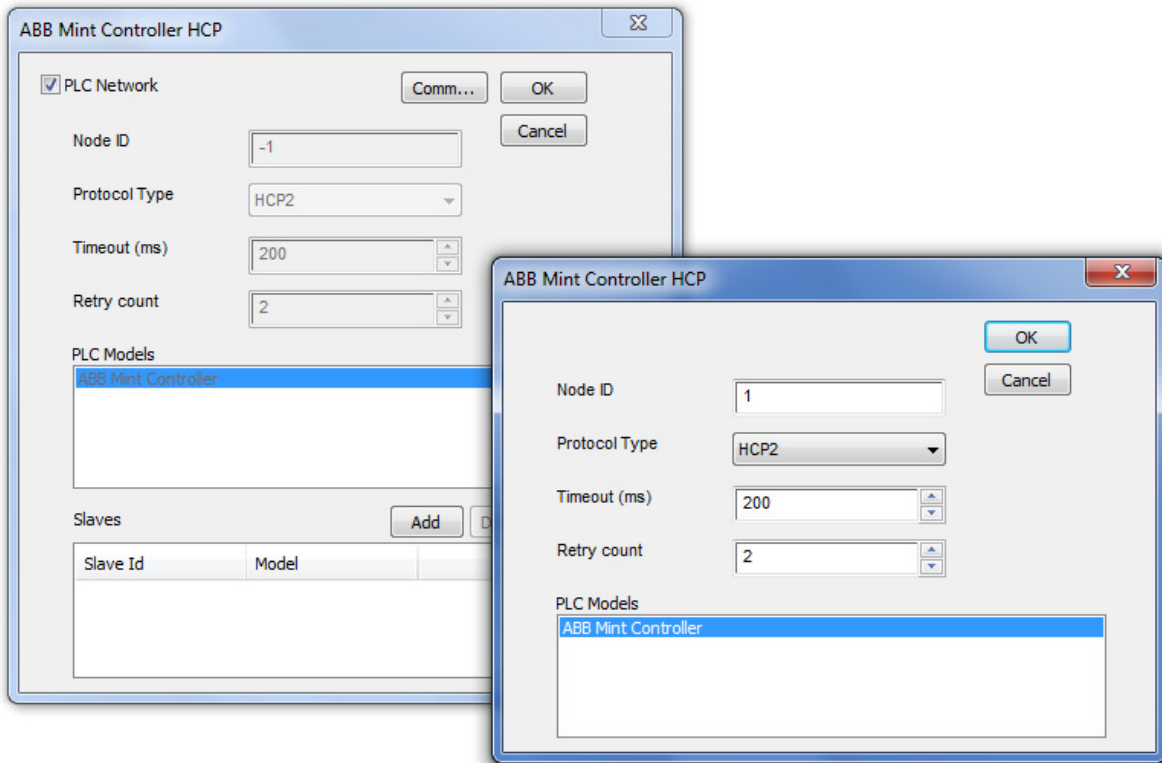 ABB Mint Controller HCP
PLC Network
Comm...
OK
Cancel
Node ID
-1
Protocol Type
HCP2
Timeout (ms)
200
Retry count
2
PLC Models
ABB Mint Controller
Slaves
Add
Slave Id
Model
ABB Mint Controller HCP
OK
Cancel
Node ID
1
Protocol Type
HCP2
Timeout (ms)
200
Retry count
2
PLC Models
ABB Mint Controller